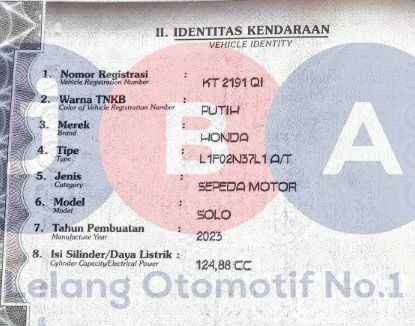 II. IDENTITAS KENDARAAN
VEHICLE IDENTITY
1. Nomor Registrasi : KT 2191 QI
Vehicle Registration Number
2. Warna TNKB : PUTIH
Color of Vehicle Registration Number
3. Merek : HONDA
Brand
4. Tipe : L1F02N37L1 A/T
Type
5. Jenis : SEPEDA MOTOR
Category
6. Model : SOLO
Model
7. Tahun Pembuatan : 2023
Manufacture Year
8. Isi Silinder/Daya Listrik : 124,88 CC
Cylinder Capacity/Electrical Power
BA
Lelang Otomotif No.1